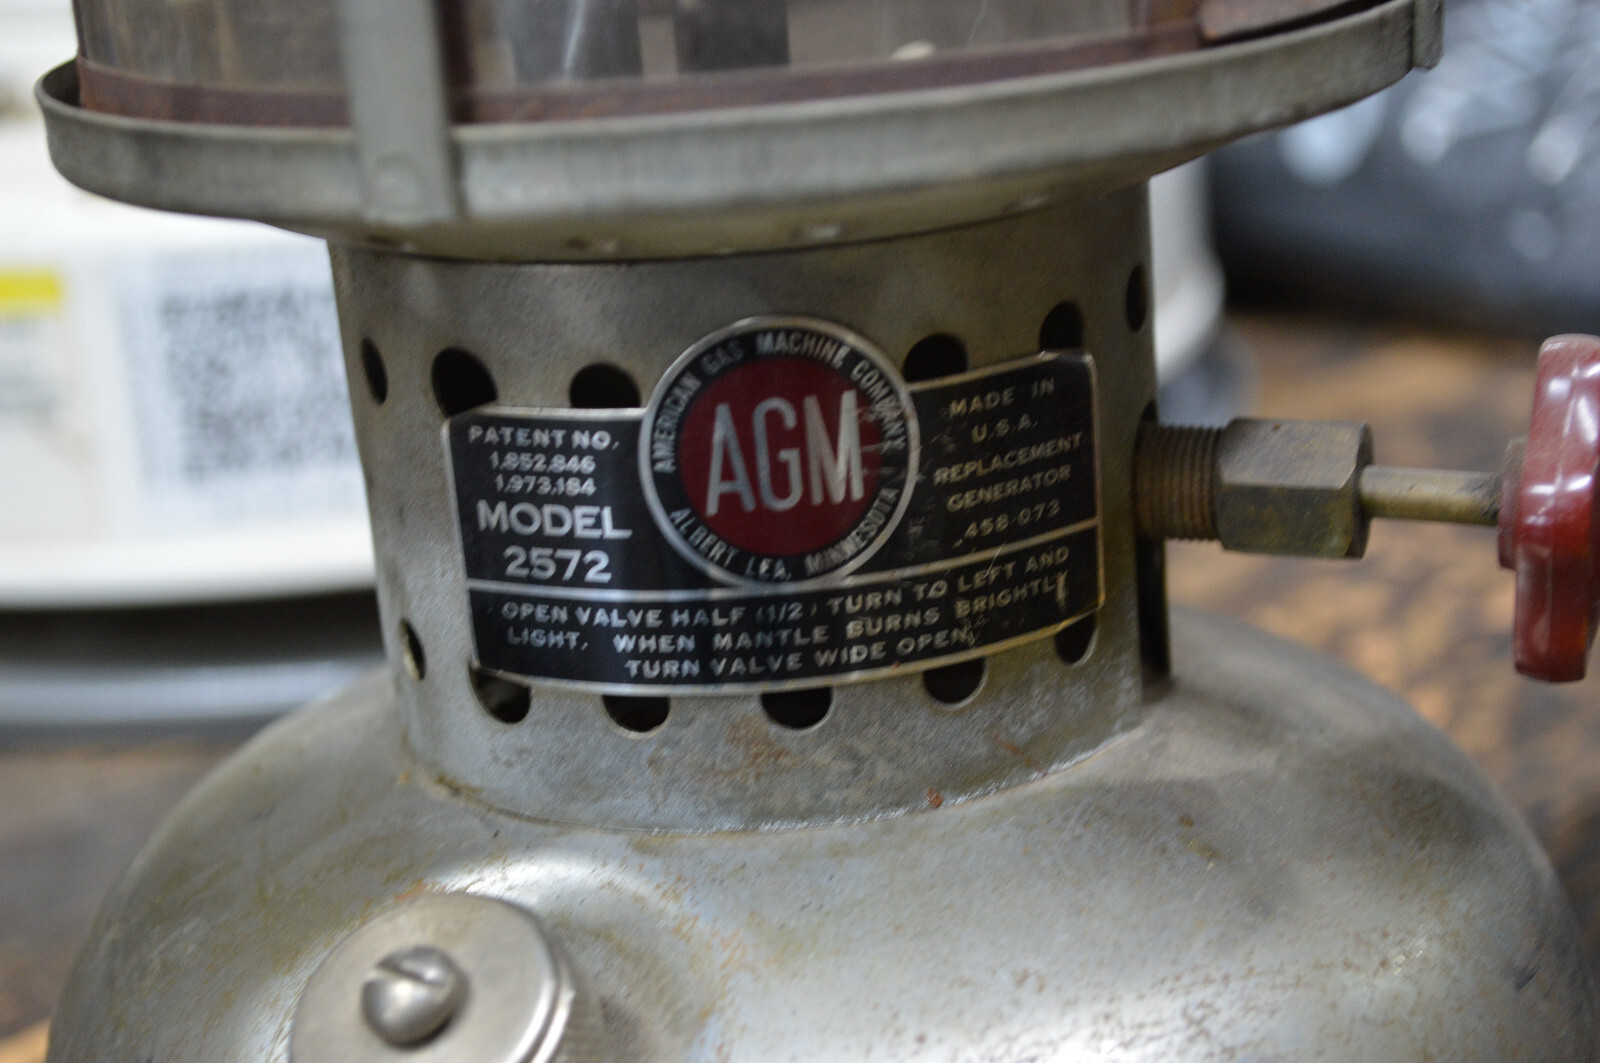 PATENT NO.
1,852,846
1,973,184
MODEL
2572
AMERICAN GAS MACHINE COMPANY
AGM
ALBERT LEA, MINNESOTA
MADE IN
U.S.A.
REPLACEMENT
GENERATOR
458-073
OPEN VALVE HALF (1/2) TURN TO LEFT AND
LIGHT. WHEN MANTLE BURNS BRIGHTLY
TURN VALVE WIDE OPEN.